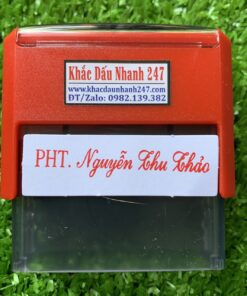 Khắc Dấu Nhanh 247
www.khacdaunhanh247.com
ĐT/Zalo: 0982.139.382
PHT. Nguyễn Thu Thảo